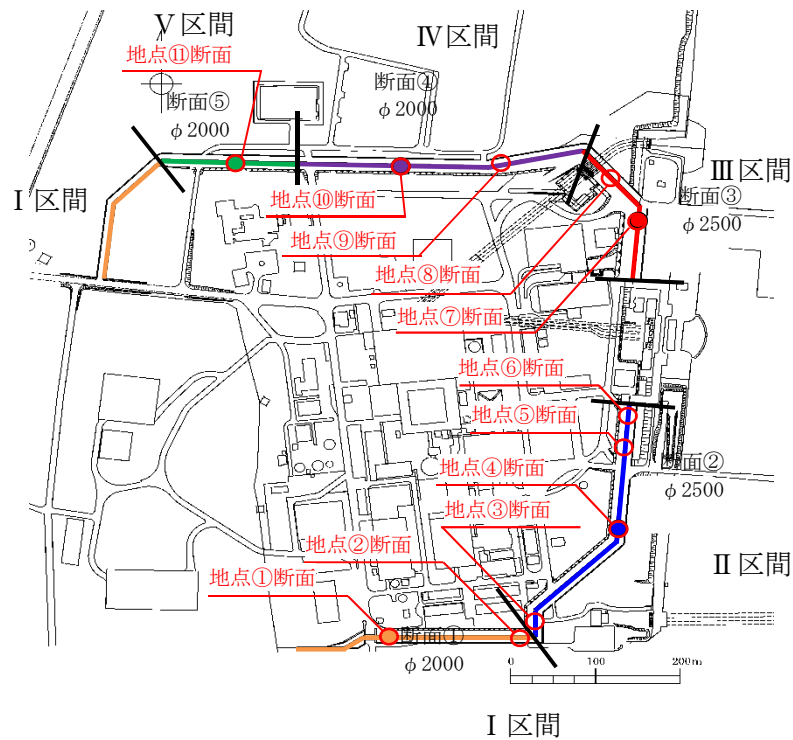 Ⅴ区間
Ⅳ区間
地点⑪断面
断面④
φ2000
断面⑤
φ2000
Ⅲ区間
断面③
φ2500
Ⅰ区間
地点⑩断面
地点⑨断面
地点⑧断面
地点⑦断面
地点⑥断面
地点⑤断面
地点④断面
断面②
φ2500
地点③断面
地点②断面
地点①断面
Ⅱ区間
断面①
φ2000
0 100 200m
Ⅰ区間